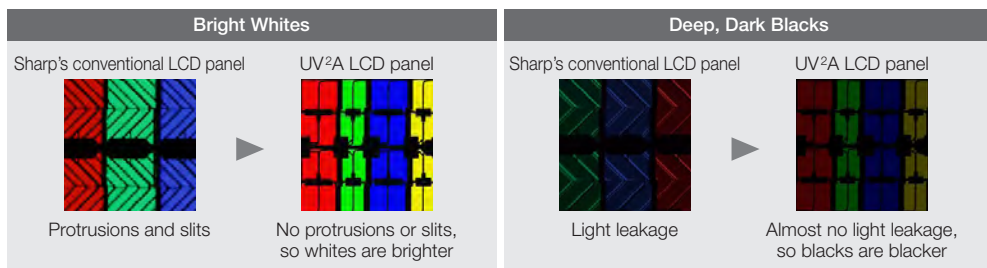 Bright Whites
Sharp's conventional LCD panel
UV²A LCD panel
Protrusions and slits
No protrusions or slits,
so whites are brighter
Deep, Dark Blacks
Sharp's conventional LCD panel
UV²A LCD panel
Light leakage
Almost no light leakage,
so blacks are blacker